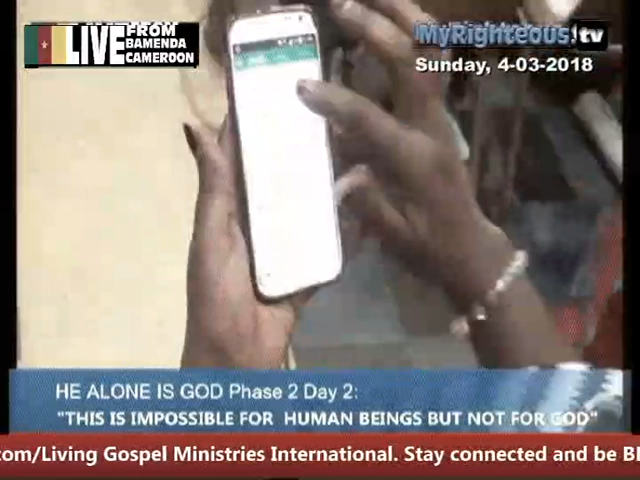 LIVE FROM BAMENDA CAMEROON
MyRighteous.tv
Sunday, 4-03-2018
HE ALONE IS GOD Phase 2 Day 2:
"THIS IS IMPOSSIBLE FOR HUMAN BEINGS BUT NOT FOR GOD"
com/Living Gospel Ministries International. Stay connected and be